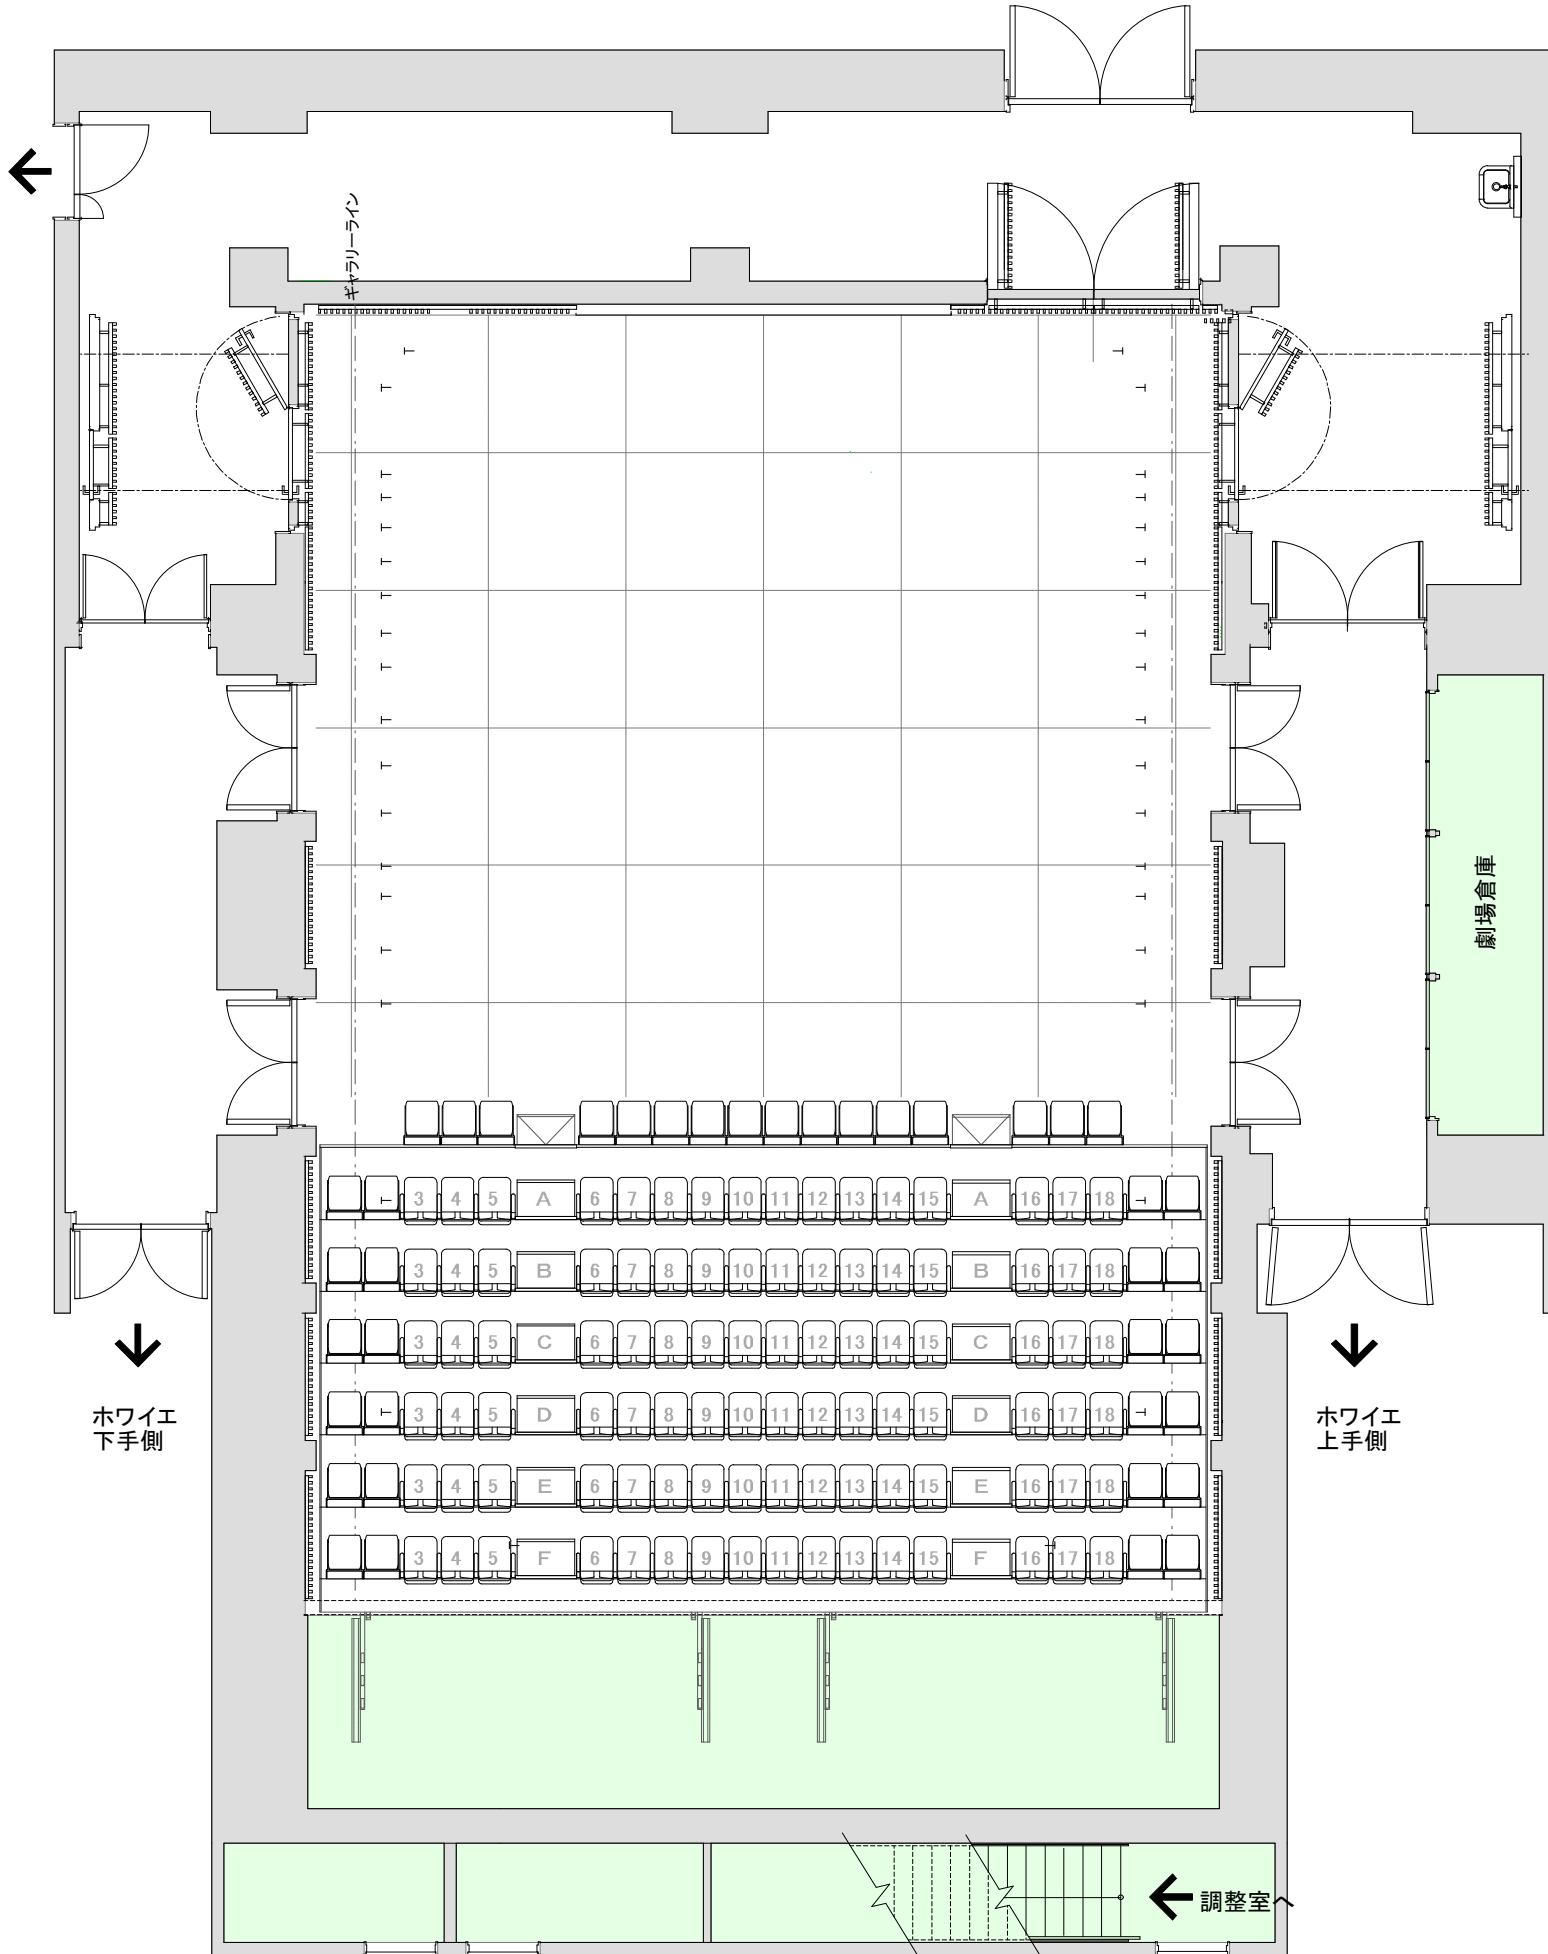 ギャラリーライン
劇場倉庫
3 4 5 A 6 7 8 9 10 11 12 13 14 15 A 16 17 18
3 4 5 B 6 7 8 9 10 11 12 13 14 15 B 16 17 18
3 4 5 C 6 7 8 9 10 11 12 13 14 15 C 16 17 18
3 4 5 D 6 7 8 9 10 11 12 13 14 15 D 16 17 18
3 4 5 E 6 7 8 9 10 11 12 13 14 15 E 16 17 18
3 4 5 F 6 7 8 9 10 11 12 13 14 15 F 16 17 18
ホワイエ
下手側
ホワイエ
上手側
調整室へ